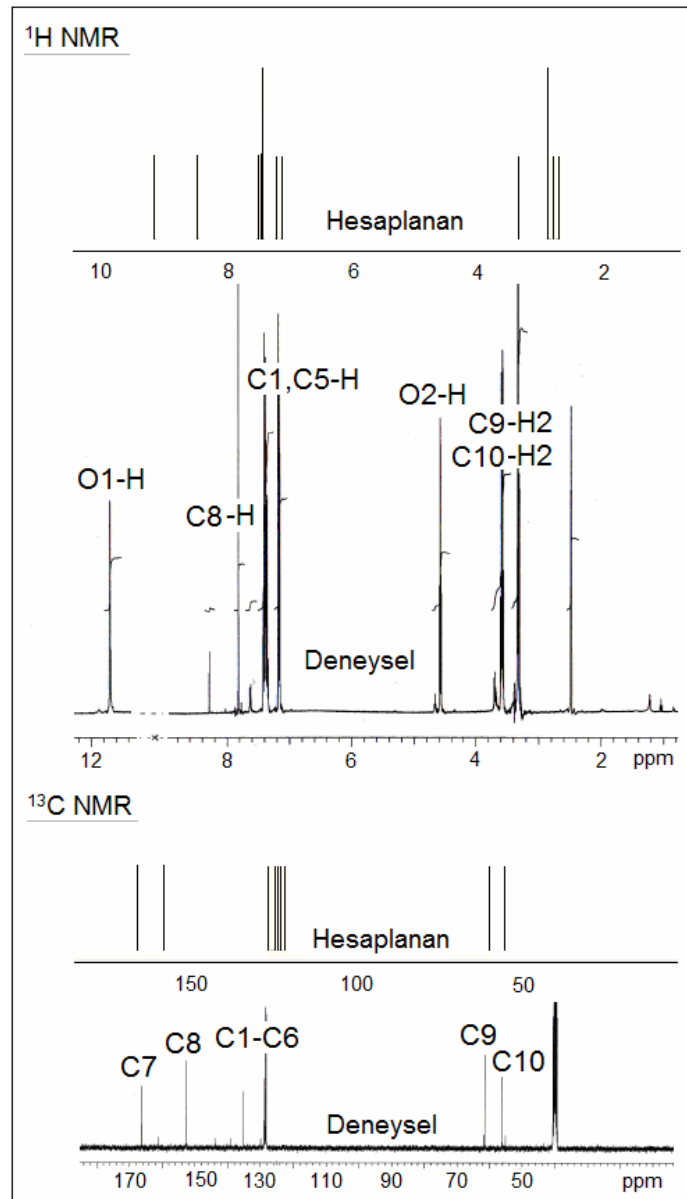 ¹H NMR
Hesaplanan
10 8 6 4 2
C1,C5-H
O2-H
C9-H2
C10-H2
O1-H
C8-H
Deneysel
12 8 6 4 2 ppm
¹³C NMR
Hesaplanan
150 100 50
C1-C6
C9
C8
C7
C10
Deneysel
170 150 130 110 90 70 50 ppm